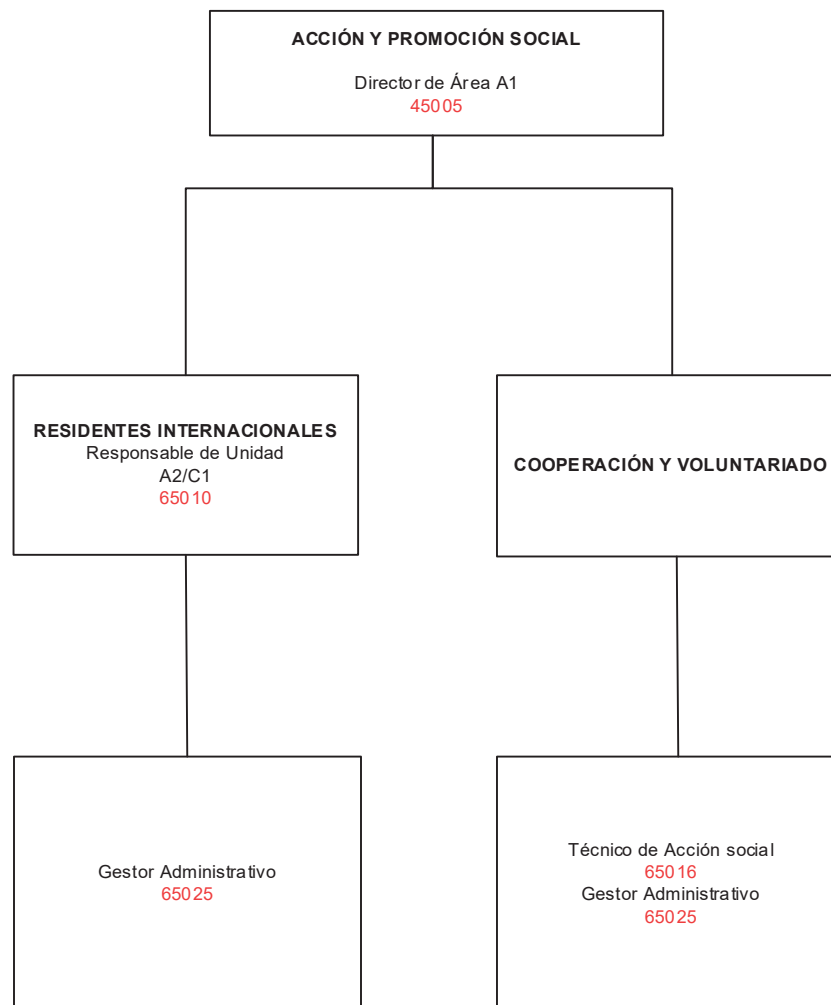 ACCIÓN Y PROMOCIÓN SOCIAL
Director de Área A1
45005
RESIDENTES INTERNACIONALES
Responsable de Unidad
A2/C1
65010
COOPERACIÓN Y VOLUNTARIADO
Gestor Administrativo
65025
Técnico de Acción social
65016
Gestor Administrativo
65025